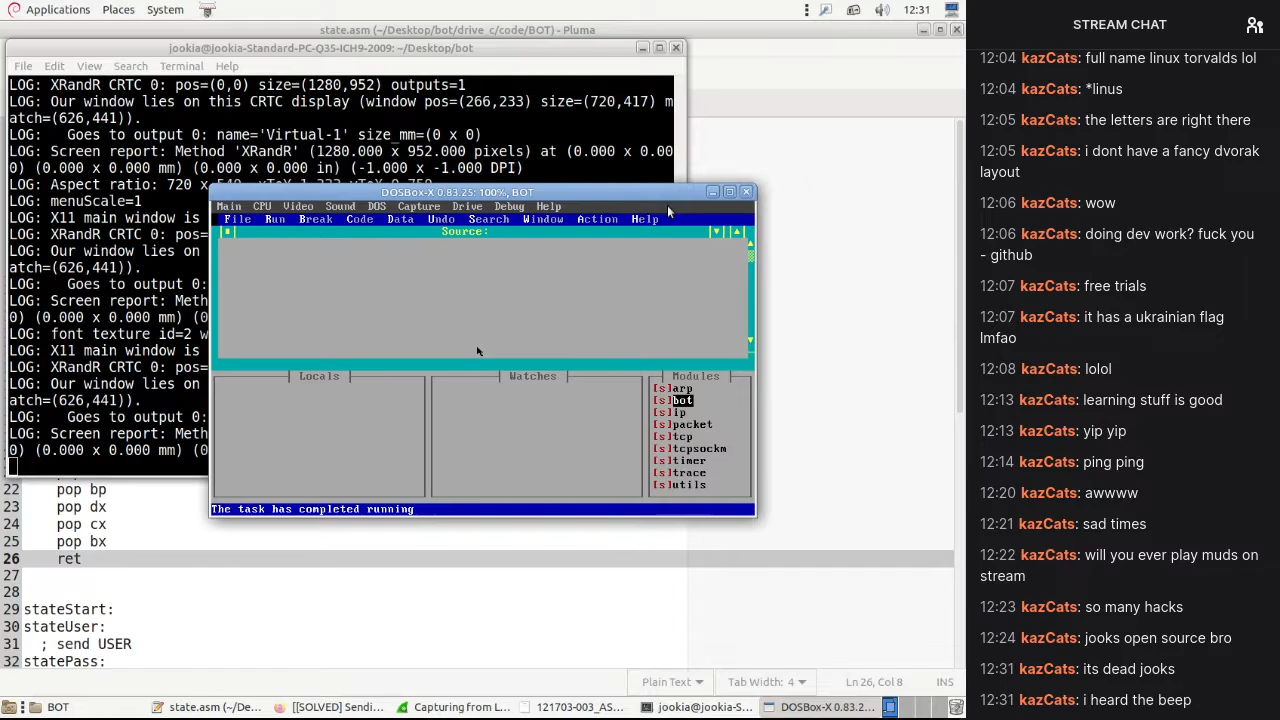 Applications Places System 12:31
state.asm (~/Desktop/bot/drive_c/code/BOT) - Pluma
jookia@jookia-Standard-PC-Q35-ICH9-2009: ~/Desktop/bot
File Edit View Search Terminal Help
LOG: XRandR CRTC 0: pos=(0,0) size=(1280,952) outputs=1
LOG: Our window lies on this CRTC display (window pos=(266,233) size=(720,417) m
atch=(626,441)).
LOG:   Goes to output 0: name='Virtual-1' size_mm=(0 x 0)
LOG: Screen report: Method 'XRandR' (1280.000 x 952.000 pixels) at (0.000 x 0.00
0) (0.000 x 0.000 mm) (0.000 x 0.000 in) (-1.000 x -1.000 DPI)
LOG: Aspect ratio: 720 x
LOG: menuScale=1
LOG: X11 main window is
LOG: XRandR CRTC 0: pos=
LOG: Our window lies on
atch=(626,441)).
LOG:   Goes to output 0:
LOG: Screen report: Meth
0) (0.000 x 0.000 mm) (0
LOG: font texture id=2 w
LOG: X11 main window is
LOG: XRandR CRTC 0: pos=
LOG: Our window lies on
atch=(626,441)).
LOG:   Goes to output 0:
LOG: Screen report: Meth
0) (0.000 x 0.000 mm) (0
DOSBox-X 0.83.25: 100%, BOT
Main CPU Video Sound DOS Capture Drive Debug Help
File Run Break Code Data Undo Search Window Action Help
Source:
Locals Watches Modules
[s]arp
[s]bot
[s]ip
[s]packet
[s]tcp
[s]tcpsockm
[s]timer
[s]trace
[s]utils
The task has completed running
22 pop bp
23 pop dx
24 pop cx
25 pop bx
26 ret
27
28
29 stateStart:
30 stateUser:
31 ; send USER
32 statePass:
Plain Text Tab Width: 4 Ln 26, Col 8 INS
BOT state.asm (~/De... [[SOLVED]... Capturing from L... 121703-003_AS... jookia@jookia-S... DOSBox-X 0.83.2...
STREAM CHAT
12:04 kazCats: full name linux torvalds lol
12:04 kazCats: *linus
12:05 kazCats: the letters are right there
12:05 kazCats: i dont have a fancy dvorak
layout
12:06 kazCats: wow
12:06 kazCats: doing dev work? fuck you
- github
12:07 kazCats: free trials
12:07 kazCats: it has a ukrainian flag
lmfao
12:08 kazCats: lolol
12:13 kazCats: learning stuff is good
12:13 kazCats: yip yip
12:14 kazCats: ping ping
12:20 kazCats: awwww
12:21 kazCats: sad times
12:22 kazCats: will you ever play muds on
stream
12:23 kazCats: so many hacks
12:24 kazCats: jooks open source bro
12:31 kazCats: its dead jooks
12:31 kazCats: i heard the beep